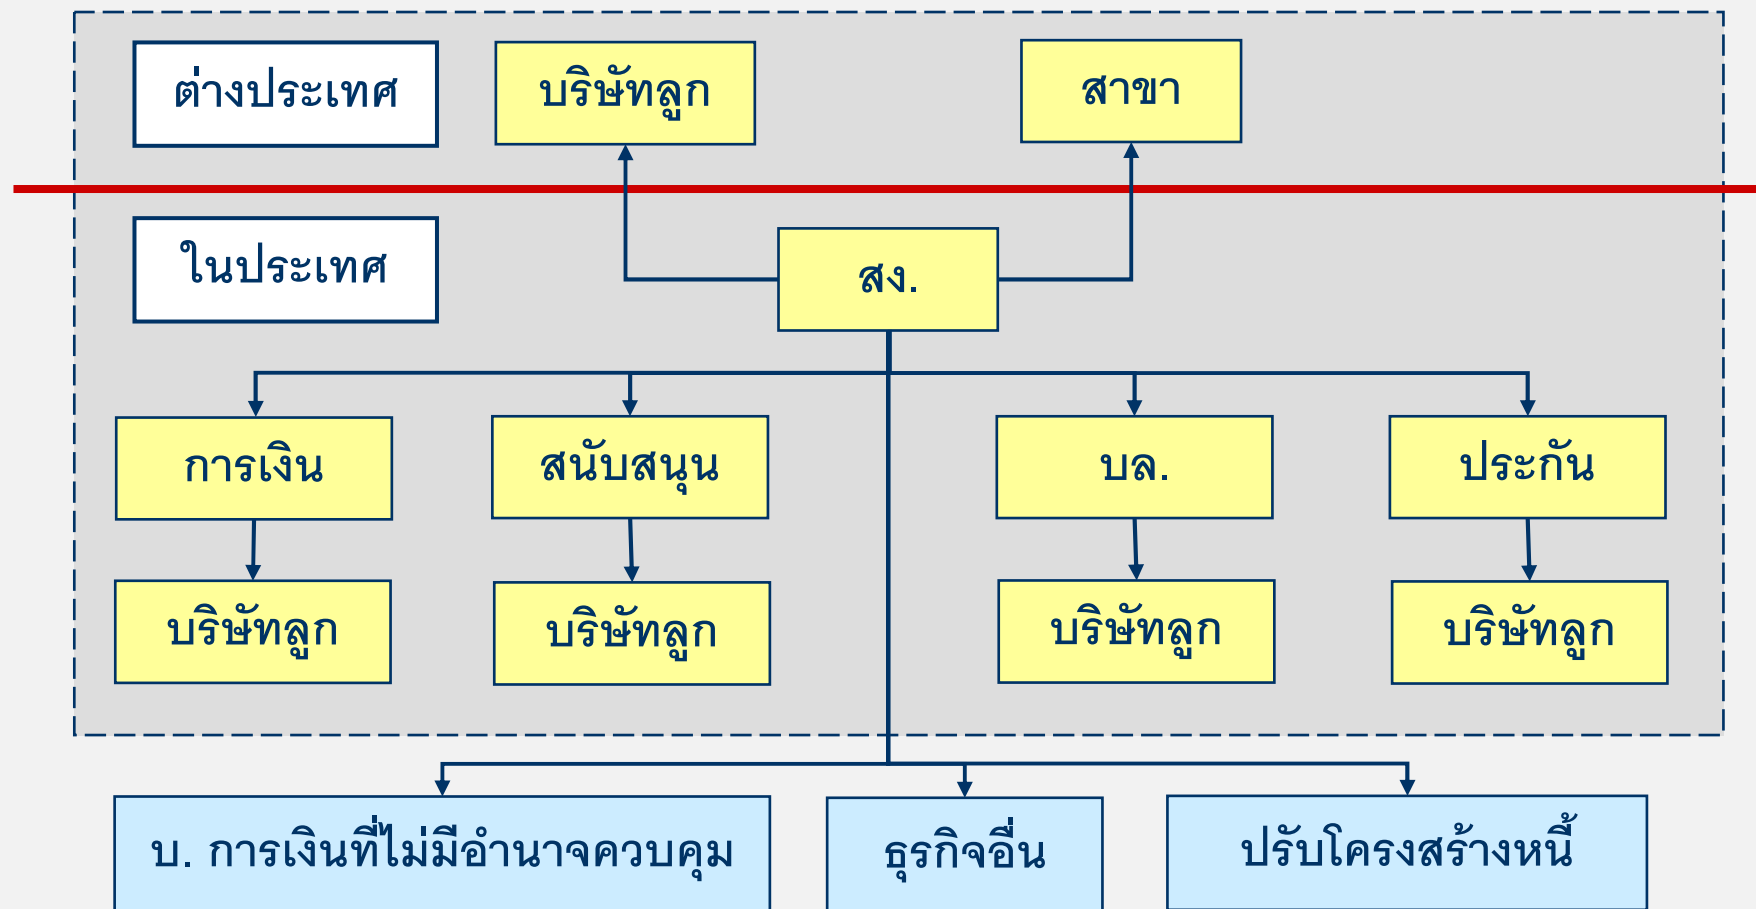 ต่างประเทศ
บริษัทลูก
สาขา
ในประเทศ
สง.
การเงิน
สนับสนุน
บล.
ประกัน
บริษัทลูก
บริษัทลูก
บริษัทลูก
บริษัทลูก
บ. การเงินที่ไม่มีอำนาจควบคุม
ธุรกิจอื่น
ปรับโครงสร้างหนี้